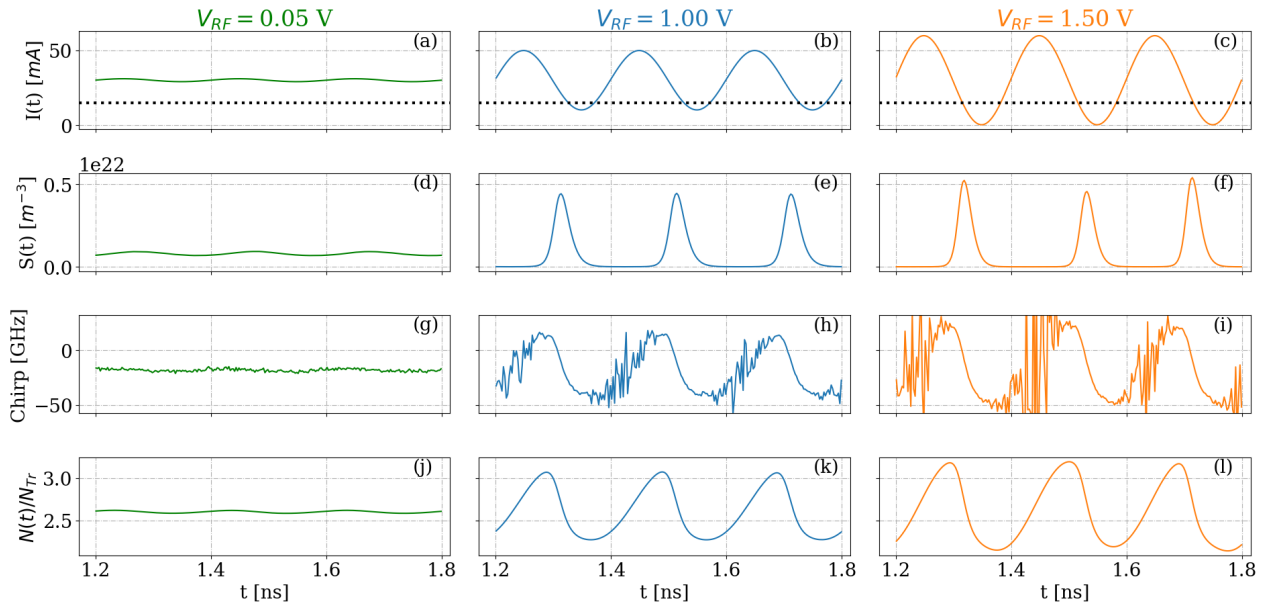 V_RF = 0.05 V V_RF = 1.00 V V_RF = 1.50 V
I(t) [mA] 50 0 (a) (b) (c)
1e22
S(t) [m⁻³] 0.5 0.0 (d) (e) (f)
Chirp [GHz] 0 −50 (g) (h) (i)
N(t)/N_Tr 3.0 2.5 (j) (k) (l)
1.2 1.4 1.6 1.8 1.2 1.4 1.6 1.8 1.2 1.4 1.6 1.8
t [ns] t [ns] t [ns]